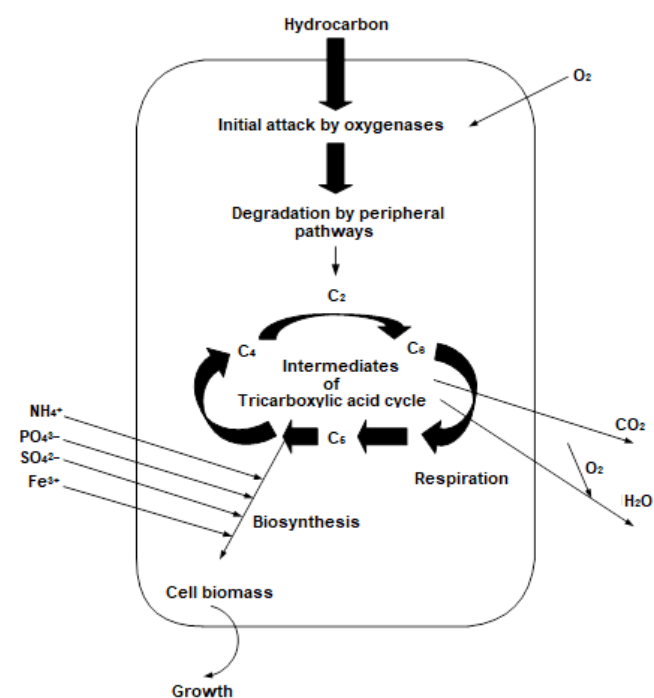 Hydrocarbon
O₂
Initial attack by oxygenases
Degradation by peripheral
pathways
C₂
C₄
C₆
Intermediates
of
Tricarboxylic acid cycle
NH₄⁺
PO₄³⁻
SO₄²⁻
Fe³⁺
C₅
CO₂
O₂
Respiration
H₂O
Biosynthesis
Cell biomass
Growth